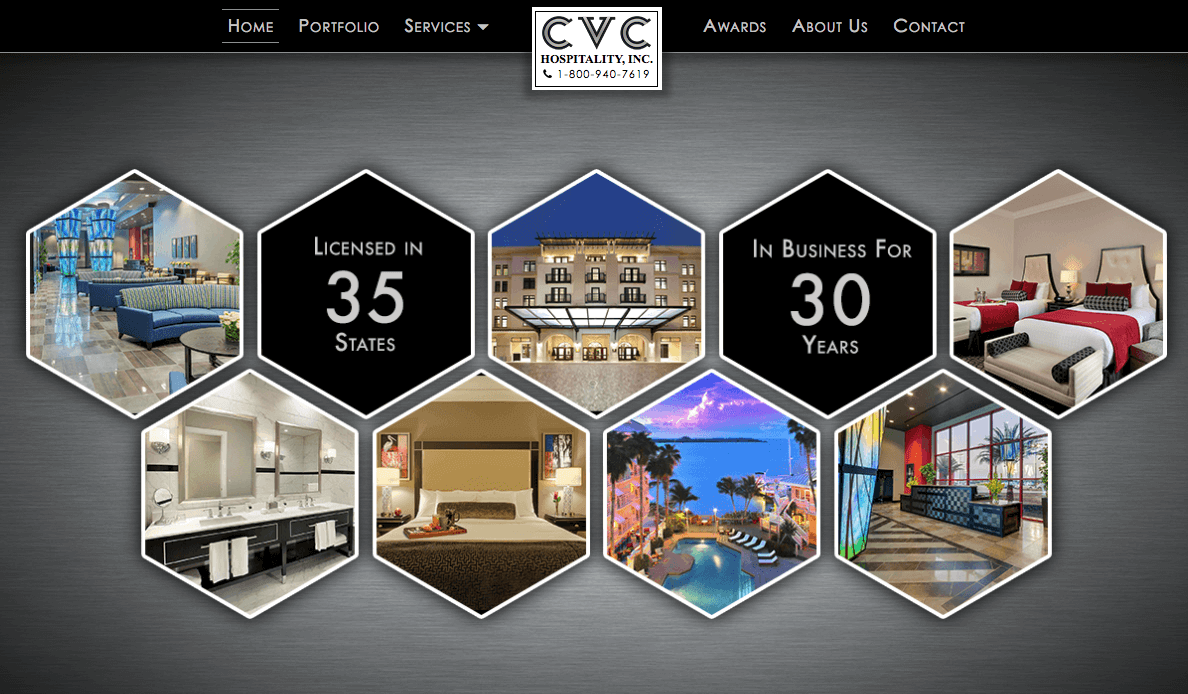 Home Portfolio Services Awards About Us Contact
CVC
HOSPITALITY, INC.
1-800-940-7619
Licensed in
35
States
In Business For
30
Years